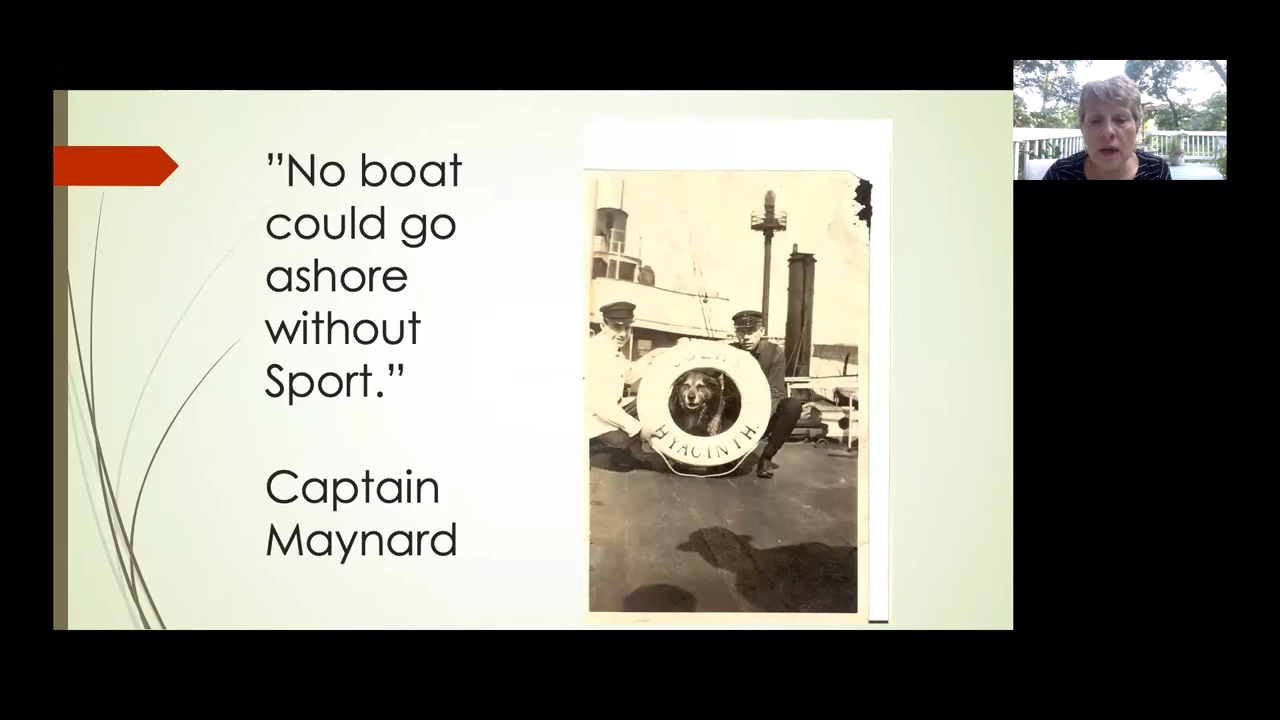 ”No boat
could go
ashore
without
Sport.”
Captain
Maynard
HYACINTH